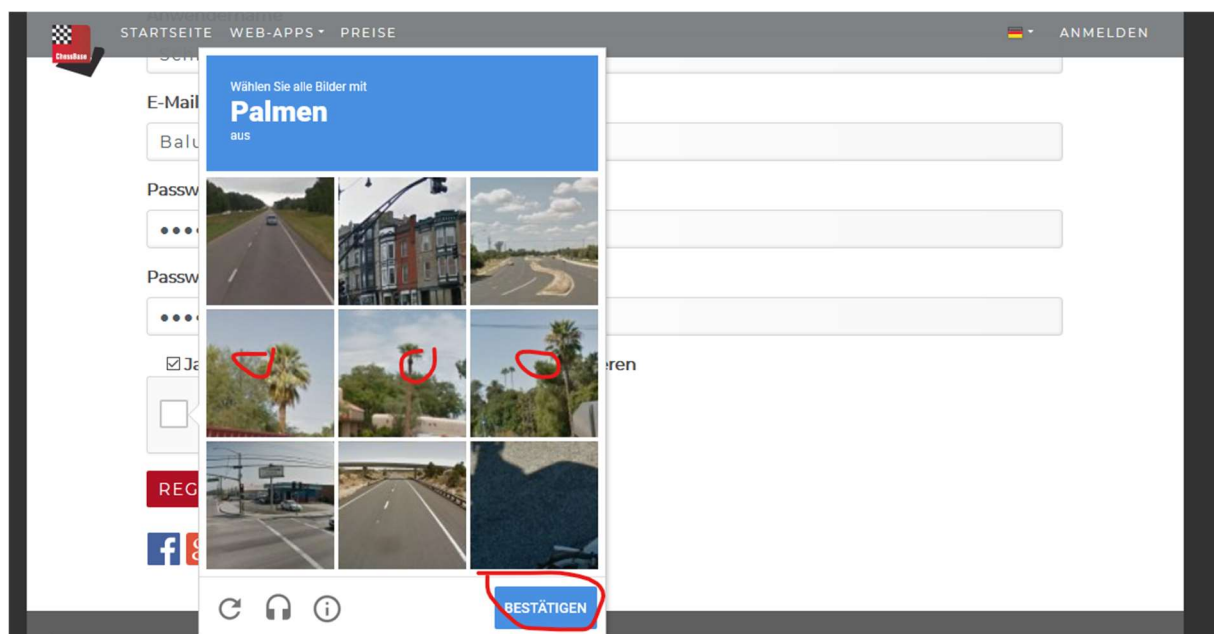 Anwendername
ChessBase STARTSEITE WEB-APPS PREISE ANMELDEN
Wählen Sie alle Bilder mit
Palmen
aus
E-Mail
Balu
Passw
Passw
Ja
eren
REG
BESTÄTIGEN